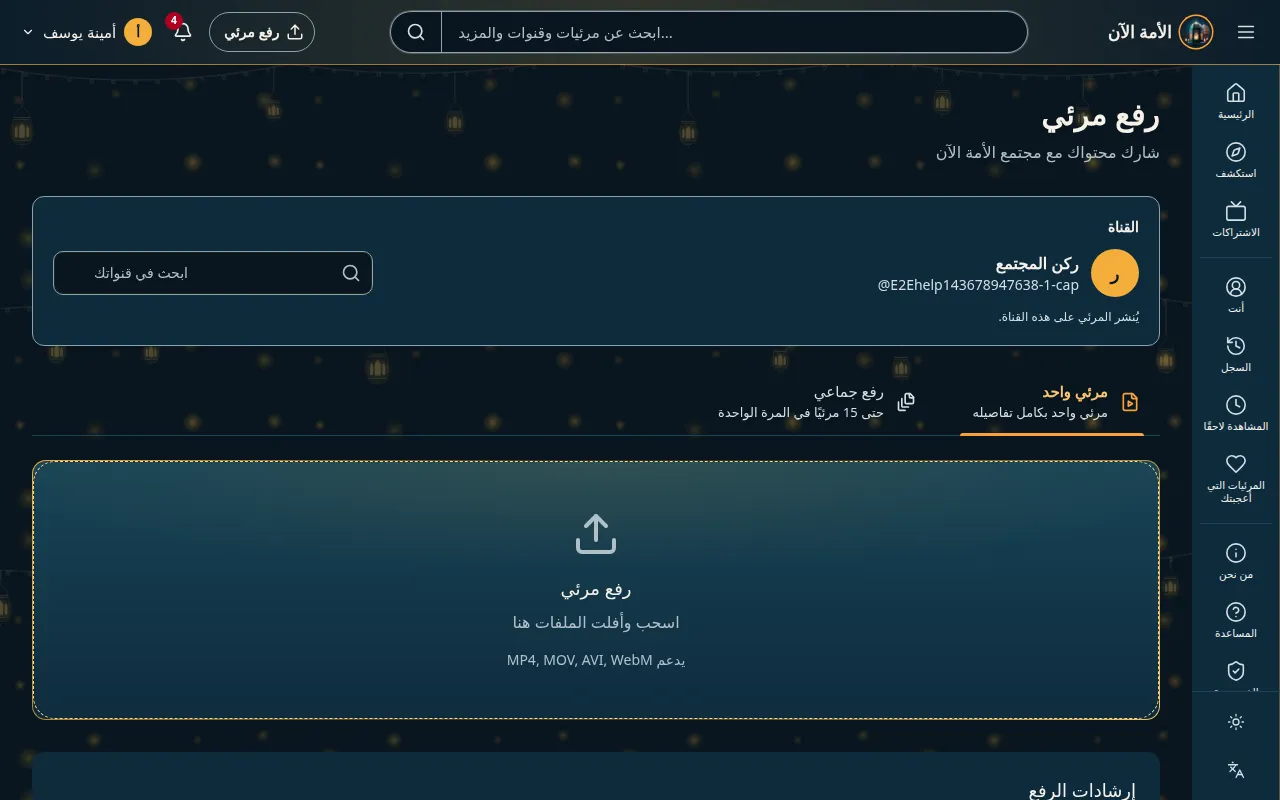 الأمة الآن
ابحث عن مرئيات وقنوات والمزيد...
رفع مرئي
4
أ
أمينة يوسف
الرئيسية
استكشف
الاشتراكات
أنت
السجل
المشاهدة لاحقًا
المرئيات التي
أعجبتك
من نحن
المساعدة
رفع مرئي
شارك محتواك مع مجتمع الأمة الآن
القناة
ر
ركن المجتمع
@E2Ehelp143678947638-1-cap
يُنشر المرئي على هذه القناة.
ابحث في قنواتك
مرئي واحد
مرئي واحد بكامل تفاصيله
رفع جماعي
حتى 15 مرئيًا في المرة الواحدة
رفع مرئي
اسحب وأفلت الملفات هنا
يدعم MP4, MOV, AVI, WebM
إرشادات الرفع